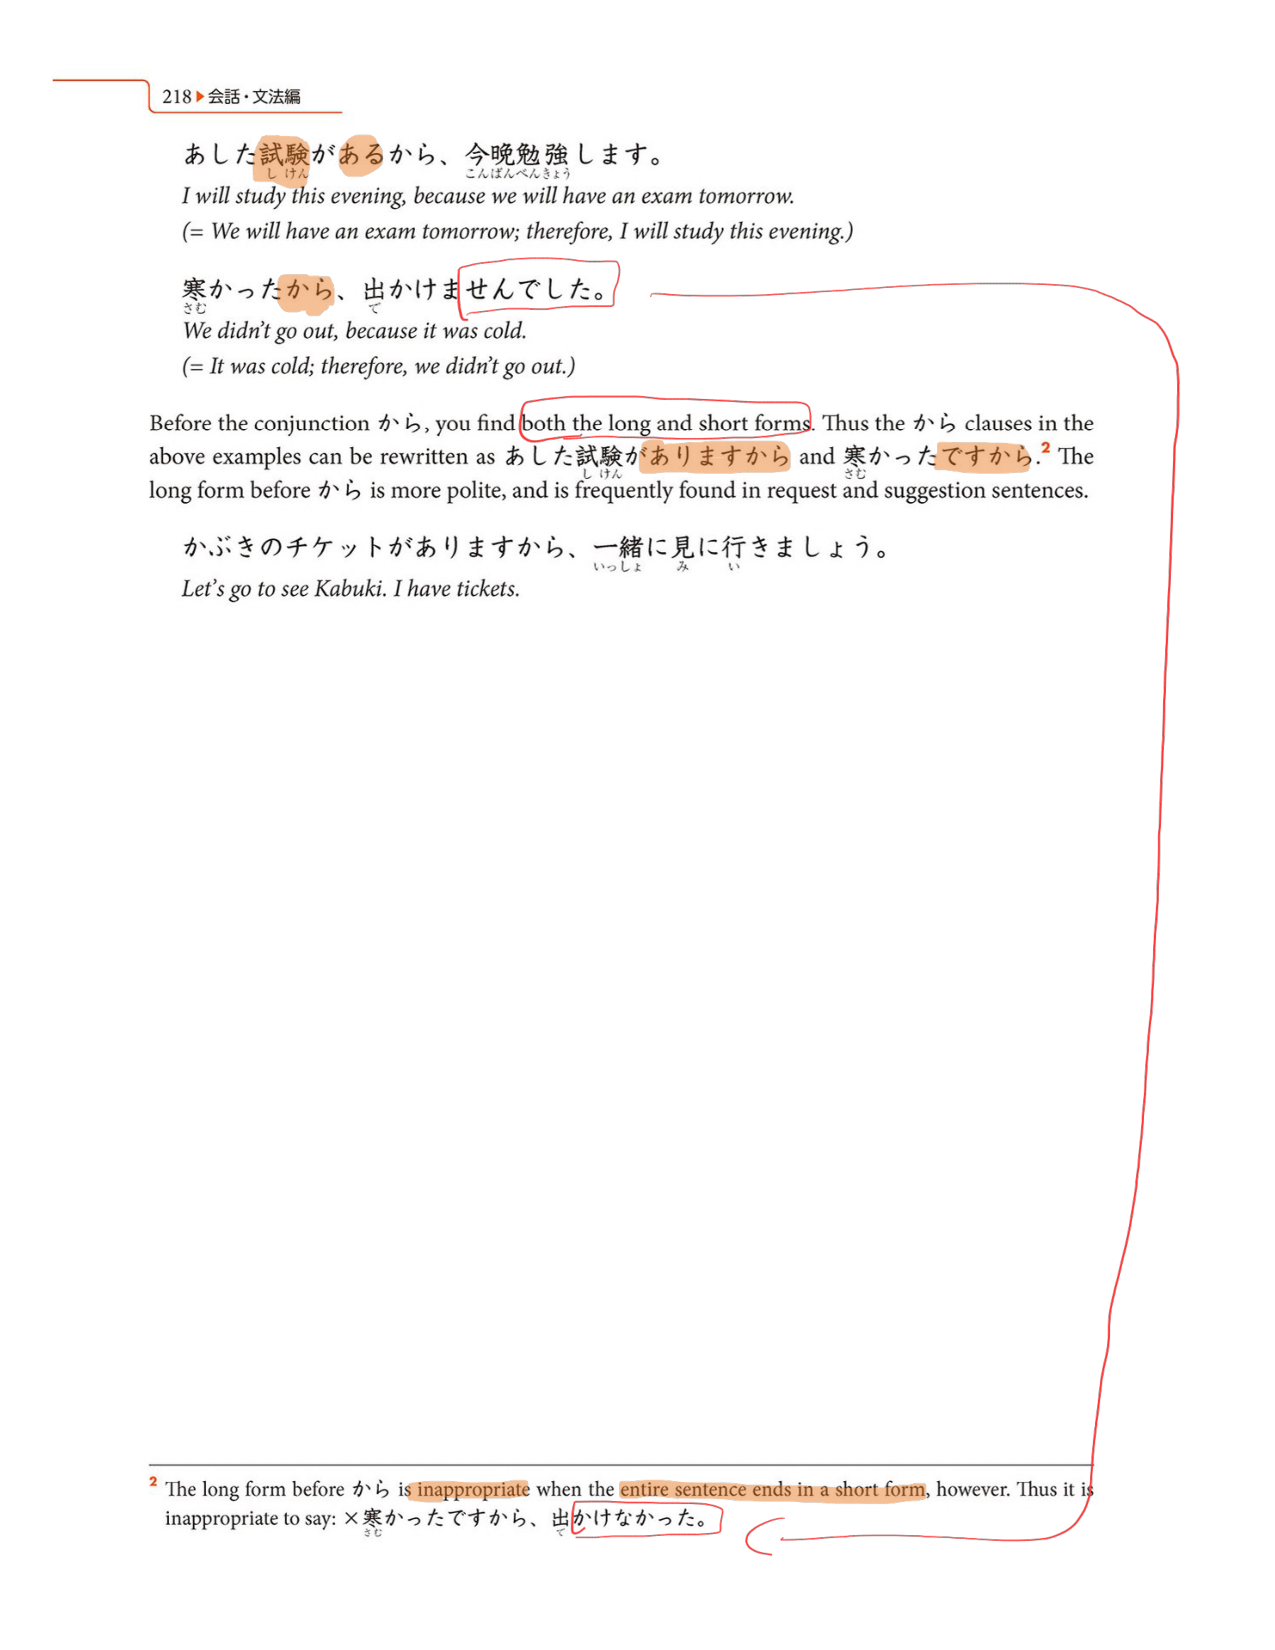 218▶会話・文法編
あした試験があるから、今晩勉強します。
しけん こんばんべんきょう
I will study this evening, because we will have an exam tomorrow.
(= We will have an exam tomorrow; therefore, I will study this evening.)
寒かったから、出かけませんでした。
さむ で
We didn't go out, because it was cold.
(= It was cold; therefore, we didn't go out.)
Before the conjunction から, you find both the long and short forms. Thus the から clauses in the
above examples can be rewritten as あした試験がありますから and 寒かったですから.² The
しけん さむ
long form before から is more polite, and is frequently found in request and suggestion sentences.
かぶきのチケットがありますから、一緒に見に行きましょう。
いっしょ み い
Let's go to see Kabuki. I have tickets.
² The long form before から is inappropriate when the entire sentence ends in a short form, however. Thus it is
inappropriate to say: ×寒かったですから、出かけなかった。
さむ で